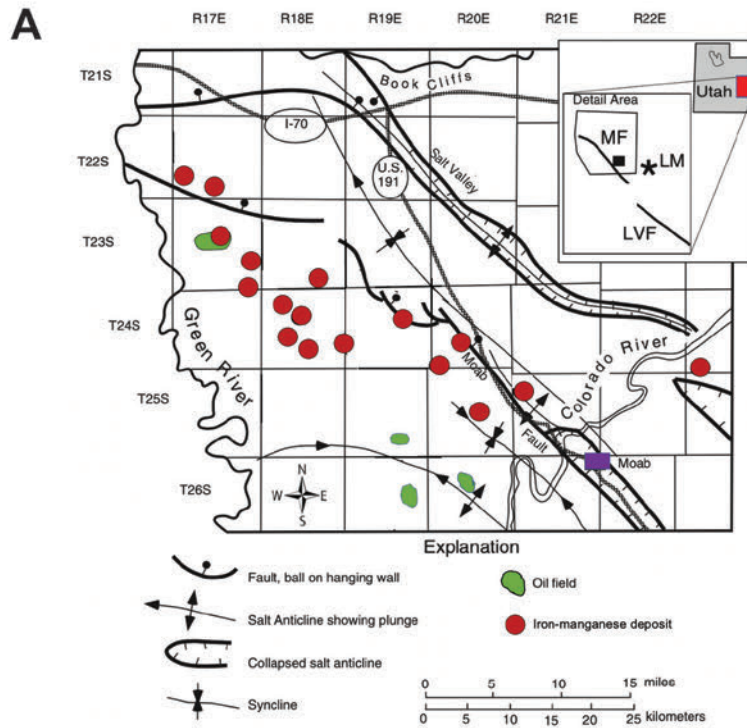 A
R17E R18E R19E R20E R21E R22E
T21S
Book Cliffs
Utah
Detail Area
I-70
MF
LM
T22S
U.S.
191
Salt Valley
LVF
T23S
T24S
Green River
Colorado River
Moab
T25S
Fault
Moab
T26S
N
W E
S
Explanation
Fault, ball on hanging wall
Oil field
Salt Anticline showing plunge
Iron-manganese deposit
Collapsed salt anticline
Syncline
0 5 10 15 miles
0 5 10 15 20 25 kilometers